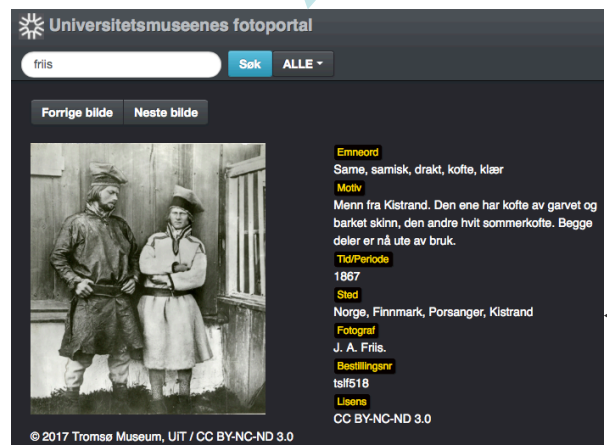 Universitetsmuseenes fotoportal
friis
Søk
ALLE
Forrige bilde
Neste bilde
Emneord
Same, samisk, drakt, kofte, klær
Motiv
Menn fra Kistrand. Den ene har kofte av garvet og
barket skinn, den andre hvit sommerkofte. Begge
deler er nå ute av bruk.
Tid/Periode
1867
Sted
Norge, Finnmark, Porsanger, Kistrand
Fotograf
J. A. Friis.
Bestillingsnr
tslf518
Lisens
CC BY-NC-ND 3.0
© 2017 Tromsø Museum, UiT / CC BY-NC-ND 3.0